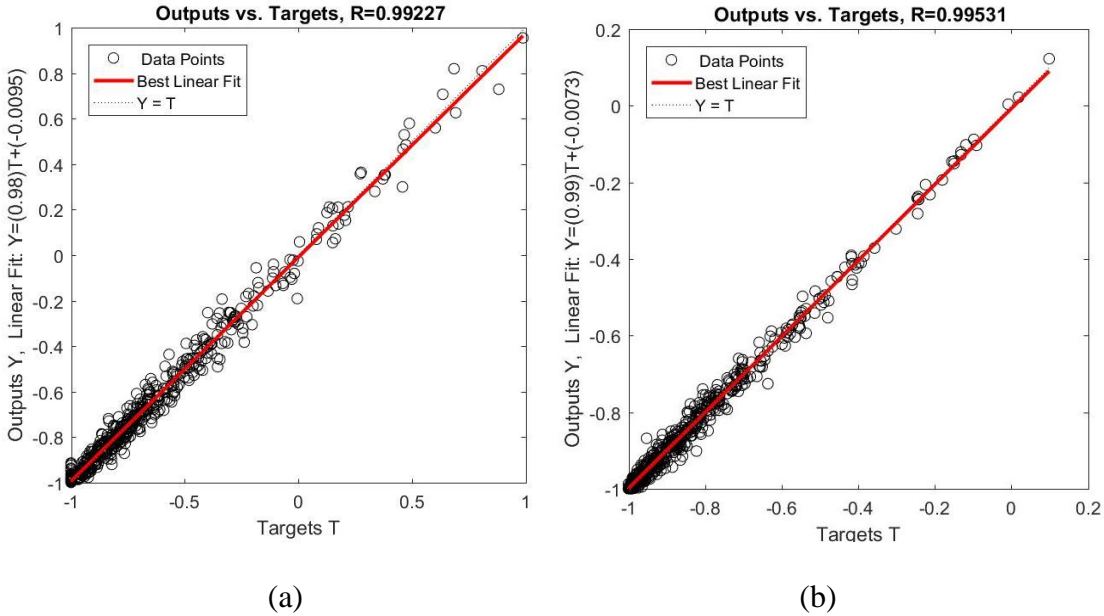 Outputs vs. Targets, R=0.99227
Data Points
Best Linear Fit
Y = T
Outputs Y, Linear Fit: Y=(0.98)T+(-0.0095)
1
0.8
0.6
0.4
0.2
0
-0.2
-0.4
-0.6
-0.8
-1
-1
-0.5
0
0.5
1
Targets T
(a)
Outputs vs. Targets, R=0.99531
Data Points
Best Linear Fit
Y = T
Outputs Y, Linear Fit: Y=(0.99)T+(-0.0073)
0.2
0
-0.2
-0.4
-0.6
-0.8
-1
-1
-0.8
-0.6
-0.4
-0.2
0
0.2
Targets T
(b)